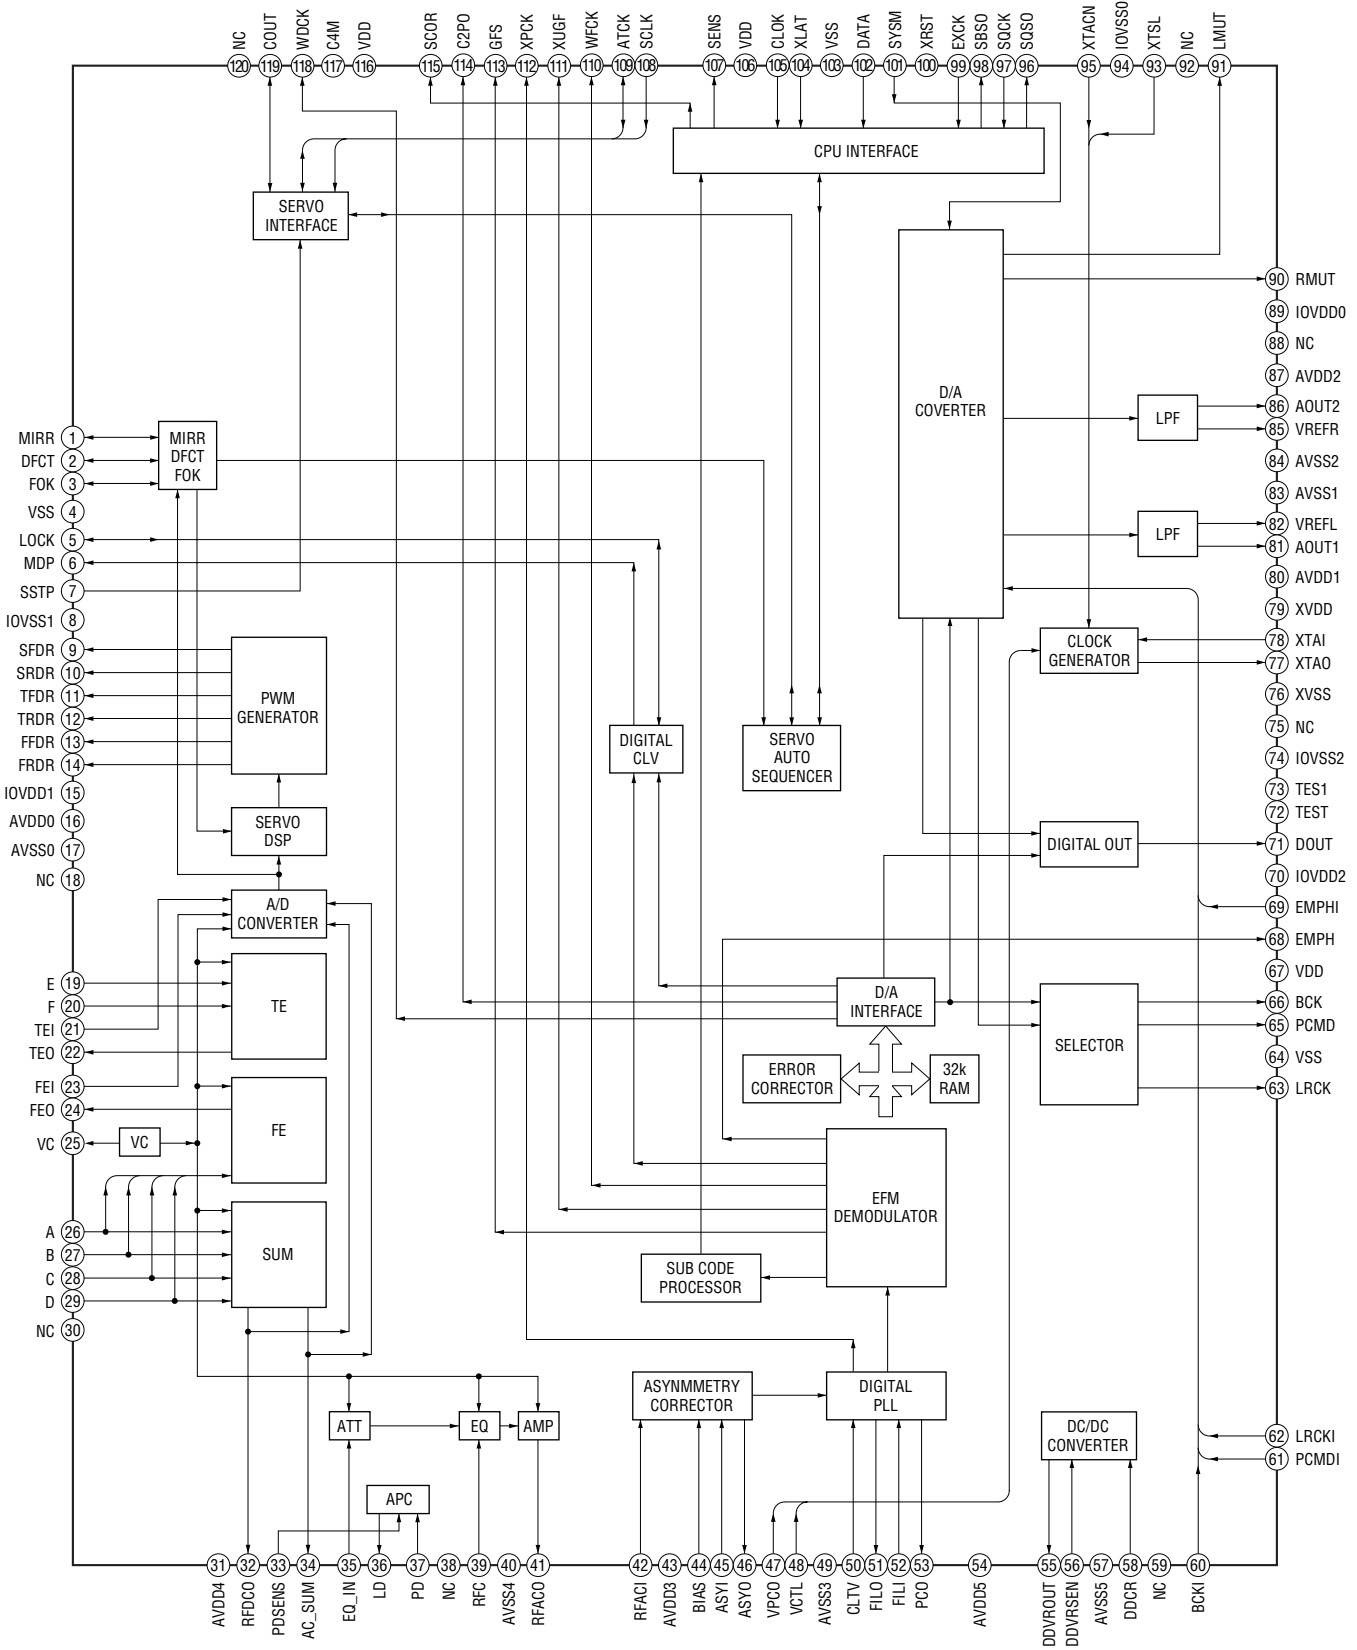 NC
COUT
WDCK
C4M
VDD
SCOR
C2PO
GFS
XPCK
XUGF
WFCK
ATCK
SCLK
SENS
VDD
CLOK
XLAT
VSS
DATA
SYSM
XRST
EXCK
SBSO
SQCK
SQSO
XTACN
IOVSS0
XTSL
NC
LMUT
120
119
118
117
116
115
114
113
112
111
110
109
108
107
106
105
104
103
102
101
100
99
98
97
96
95
94
93
92
91
CPU INTERFACE
SERVO
INTERFACE
90 RMUT
89 IOVDD0
88 NC
87 AVDD2
86 AOUT2
85 VREFR
84 AVSS2
83 AVSS1
82 VREFL
81 AOUT1
80 AVDD1
79 XVDD
78 XTAI
77 XTAO
76 XVSS
75 NC
74 IOVSS2
73 TES1
72 TEST
71 DOUT
70 IOVDD2
69 EMPHI
68 EMPH
67 VDD
66 BCK
65 PCMD
64 VSS
63 LRCK
62 LRCKI
61 PCMDI
D/A
COVERTER
LPF
LPF
CLOCK
GENERATOR
MIRR 1
DFCT 2
FOK 3
VSS 4
LOCK 5
MDP 6
SSTP 7
IOVSS1 8
SFDR 9
SRDR 10
TFDR 11
TRDR 12
FFDR 13
FRDR 14
IOVDD1 15
AVDD0 16
AVSS0 17
NC 18
E 19
F 20
TEI 21
TEO 22
FEI 23
FEO 24
VC 25
A 26
B 27
C 28
D 29
NC 30
MIRR
DFCT
FOK
PWM
GENERATOR
DIGITAL
CLV
SERVO
AUTO
SEQUENCER
SERVO
DSP
DIGITAL OUT
A/D
CONVERTER
TE
D/A
INTERFACE
SELECTOR
ERROR
CORRECTOR
32k
RAM
FE
VC
EFM
DEMODULATOR
SUM
SUB CODE
PROCESSOR
ASYNMMETRY
CORRECTOR
DIGITAL
PLL
ATT
EQ
AMP
DC/DC
CONVERTER
APC
31
32
33
34
35
36
37
38
39
40
41
42
43
44
45
46
47
48
49
50
51
52
53
54
55
56
57
58
59
60
AVDD4
RFDCO
PDSENS
AC_SUM
EQ_IN
LD
PD
NC
RFC
AVSS4
RFACO
RFACI
AVDD3
BIAS
ASYI
ASYO
VPCO
VCTL
AVSS3
CLTV
FILO
FILI
PCO
AVDD5
DDVROUT
DDVRSEN
AVSS5
DDCR
NC
BCKI